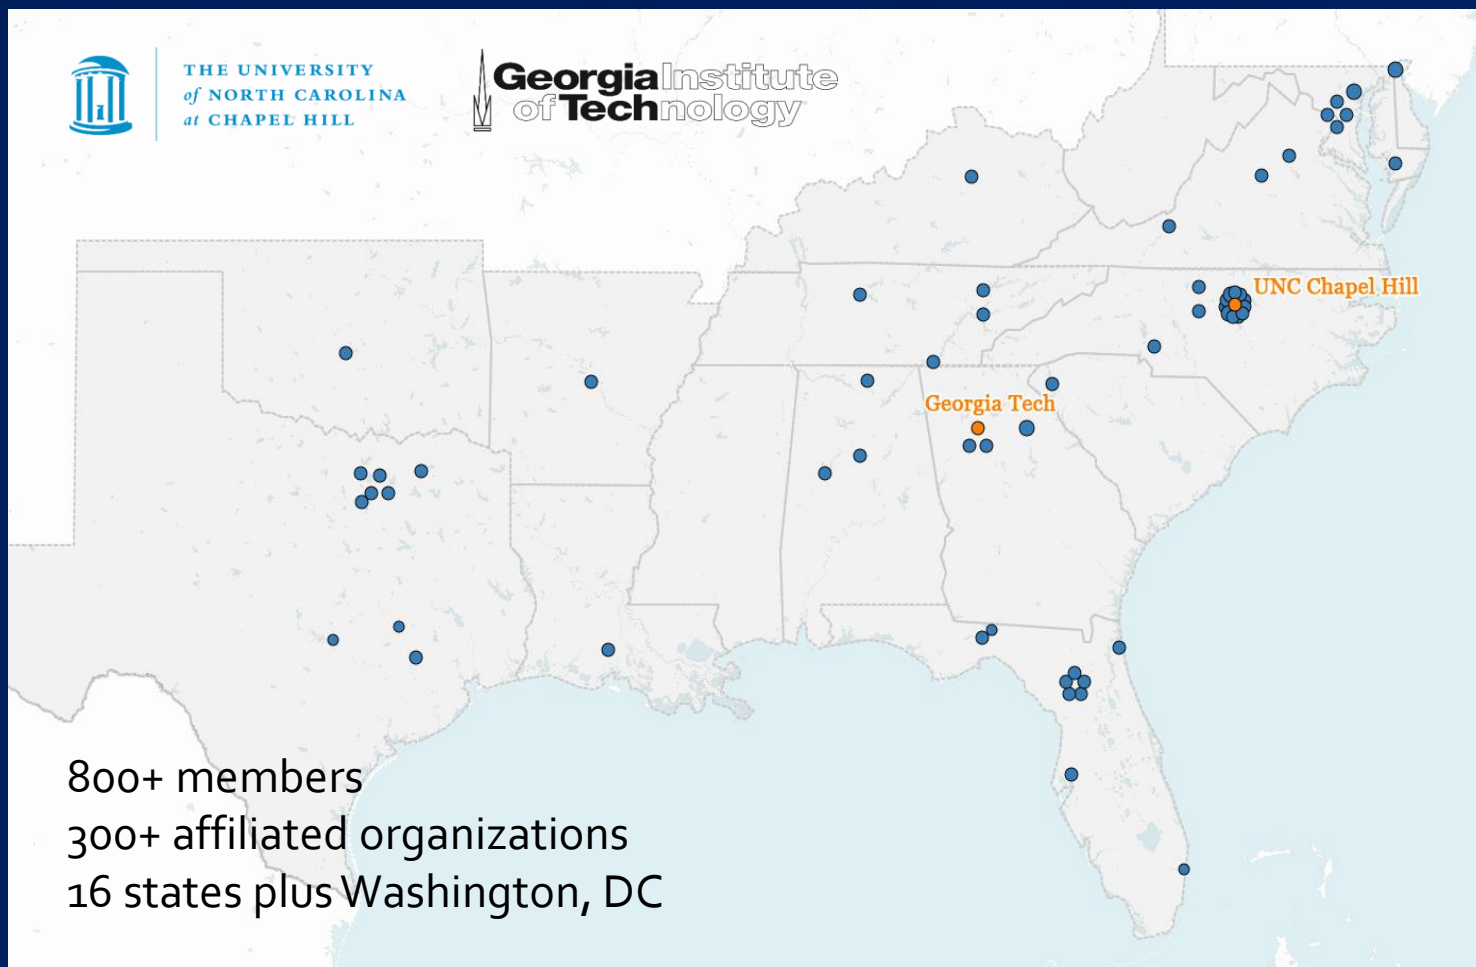 THE UNIVERSITY
of NORTH CAROLINA
at CHAPEL HILL
Georgia Institute
of Technology
UNC Chapel Hill
Georgia Tech
800+ members
300+ affiliated organizations
16 states plus Washington, DC